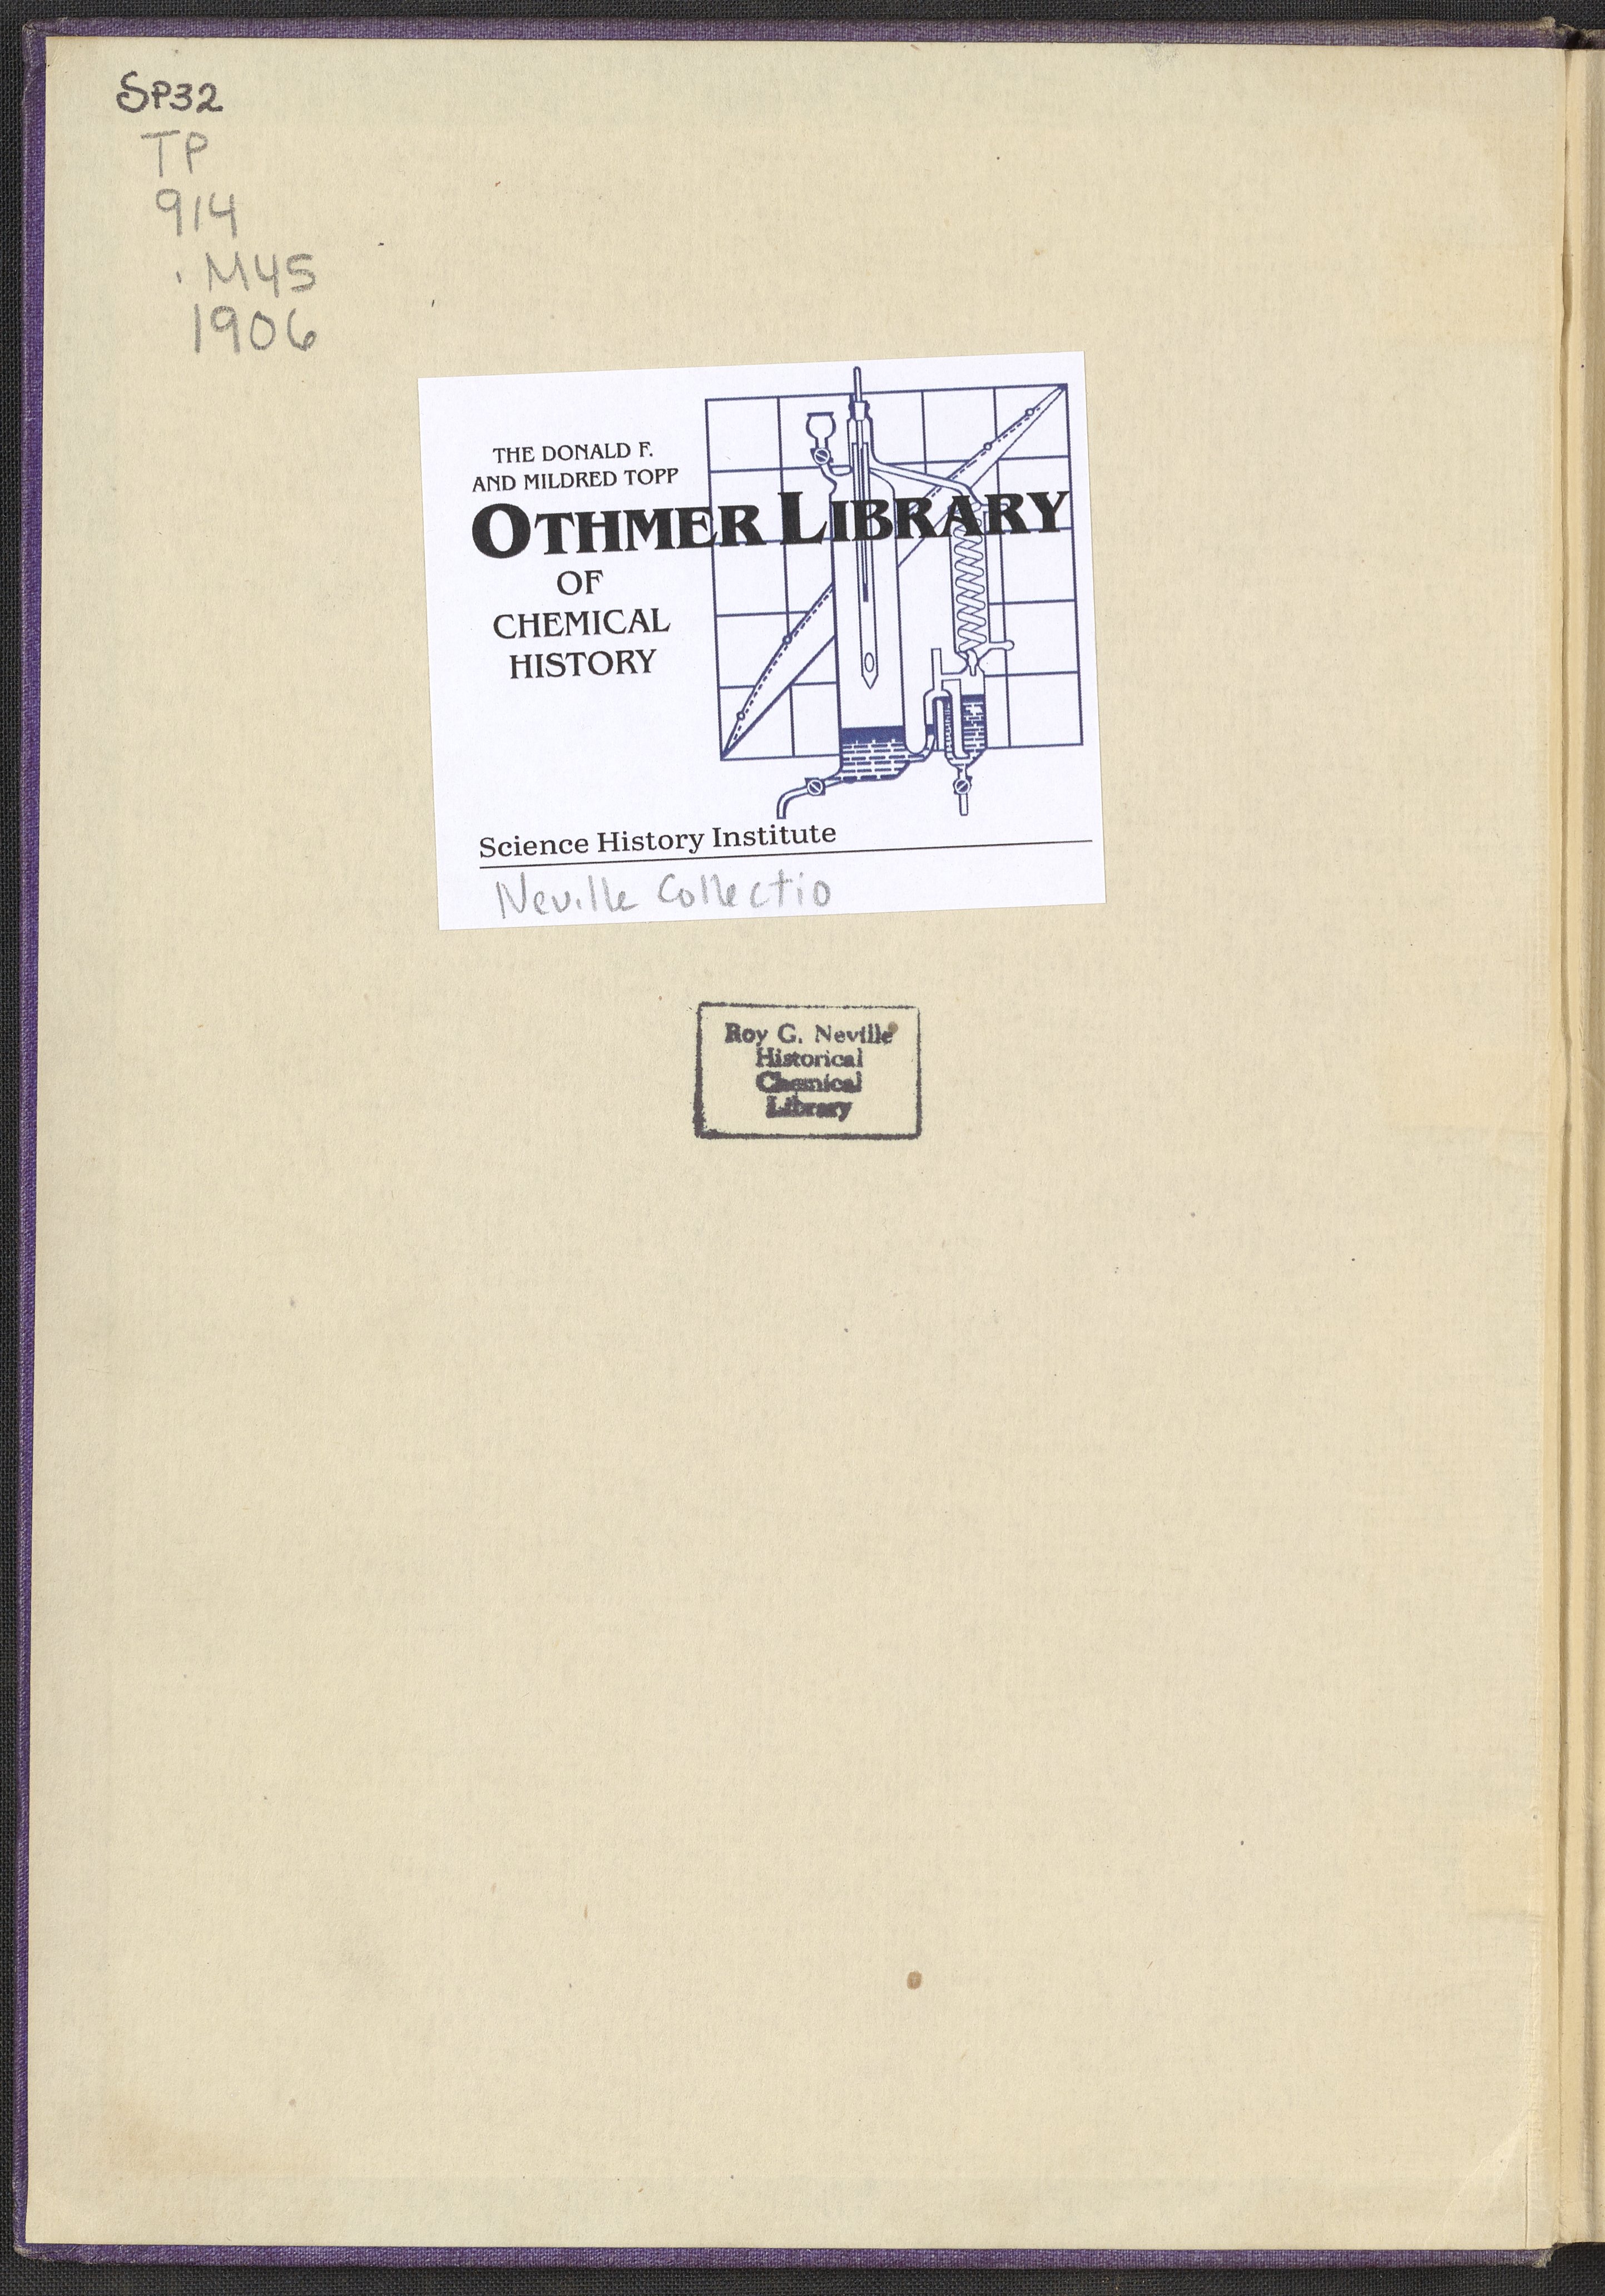 SP32
TP
914
. M45
1906
THE DONALD F.
AND MILDRED TOPP
OTHMER LIBRARY
OF
CHEMICAL
HISTORY
Science History Institute
Neville Collectio
Roy G. Neville
Historical
Chemical
Library